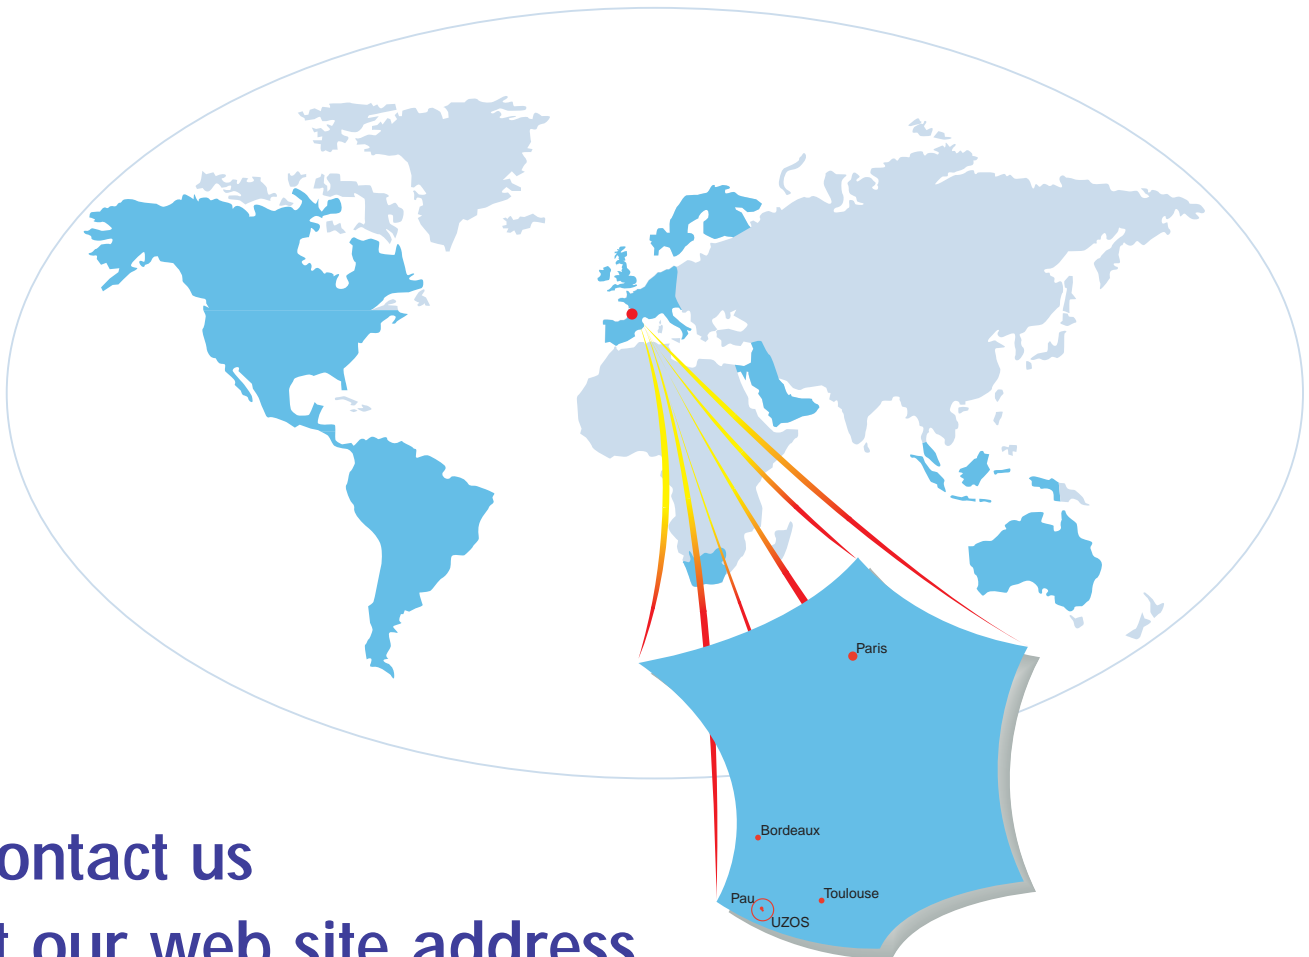 Paris
Bordeaux
Toulouse
Pau
UZOS
ontact us
t our web site address